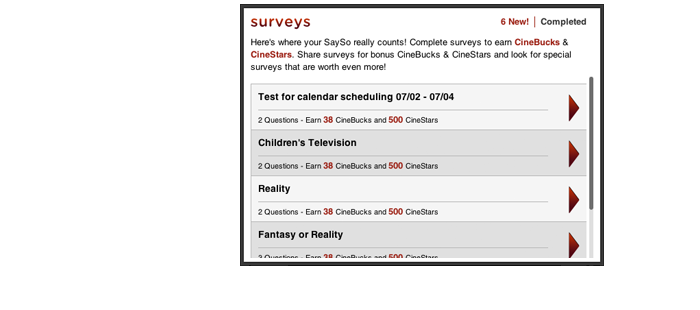 surveys
6 New! | Completed
Here's where your SaySo really counts! Complete surveys to earn CineBucks &
CineStars. Share surveys for bonus CineBucks & CineStars and look for special
surveys that are worth even more!
Test for calendar scheduling 07/02 - 07/04
2 Questions - Earn 38 CineBucks and 500 CineStars
Children's Television
2 Questions - Earn 38 CineBucks and 500 CineStars
Reality
2 Questions - Earn 38 CineBucks and 500 CineStars
Fantasy or Reality
Questions - Earn 38 CineBucks and 500 CineStars